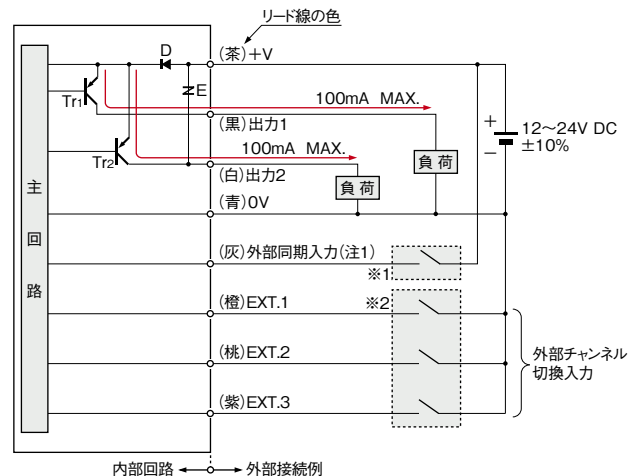 リード線の色
D
(茶)+V
Tr1
E
100mA MAX.
(黒)出力1
+
12〜24V DC
±10%
−
Tr2
100mA MAX.
(白)出力2
負荷
負荷
主回路
(青)0V
(灰)外部同期入力(注1)
※1
(橙)EXT.1
※2
(桃)EXT.2
外部チャンネル
切換入力
(紫)EXT.3
内部回路
外部接続例